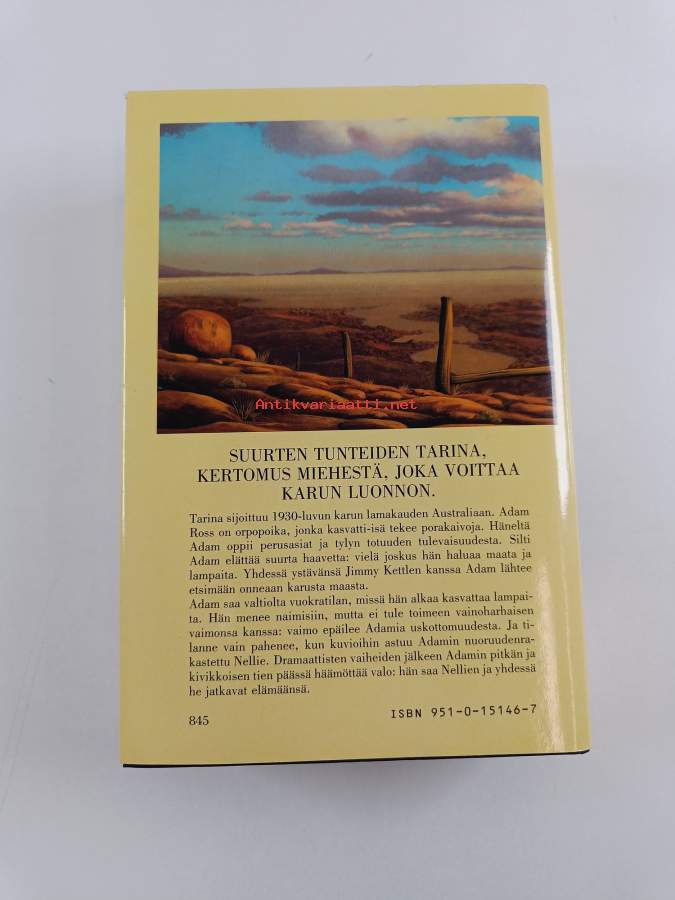 Antikvariaatti.net
SUURTEN TUNTEIDEN TARINA,
KERTOMUS MIEHESTÄ, JOKA VOITTAA
KARUN LUONNON.
Tarina sijoittuu 1930-luvun karun lamakauden Australiaan. Adam
Ross on orpopoika, jonka kasvatti-isä tekee porakaivoja. Häneltä
Adam oppii perusasiat ja tylyn totuuden tulevaisuudesta. Silti
Adam elättää suurta haavetta: vielä joskus hän haluaa maata ja
lampaita. Yhdessä ystävänsä Jimmy Kettlen kanssa Adam lähtee
etsimään onneaan karusta maasta.
Adam saa valtiolta vuokratilan, missä hän alkaa kasvattaa lampai-
ta. Hän menee naimisiin, mutta ei tule toimeen vainoharhaisen
vaimonsa kanssa: vaimo epäilee Adamia uskottomuudesta. Ja ti-
lanne vain pahenee, kun kuvioihin astuu Adamin nuoruudenra-
kastettu Nellie. Dramaattisten vaiheiden jälkeen Adamin pitkän ja
kivikkoisen tien päässä häämöttää valo: hän saa Nellien ja yhdessä
he jatkavat elämäänsä.
845
ISBN 951-0-15146-7